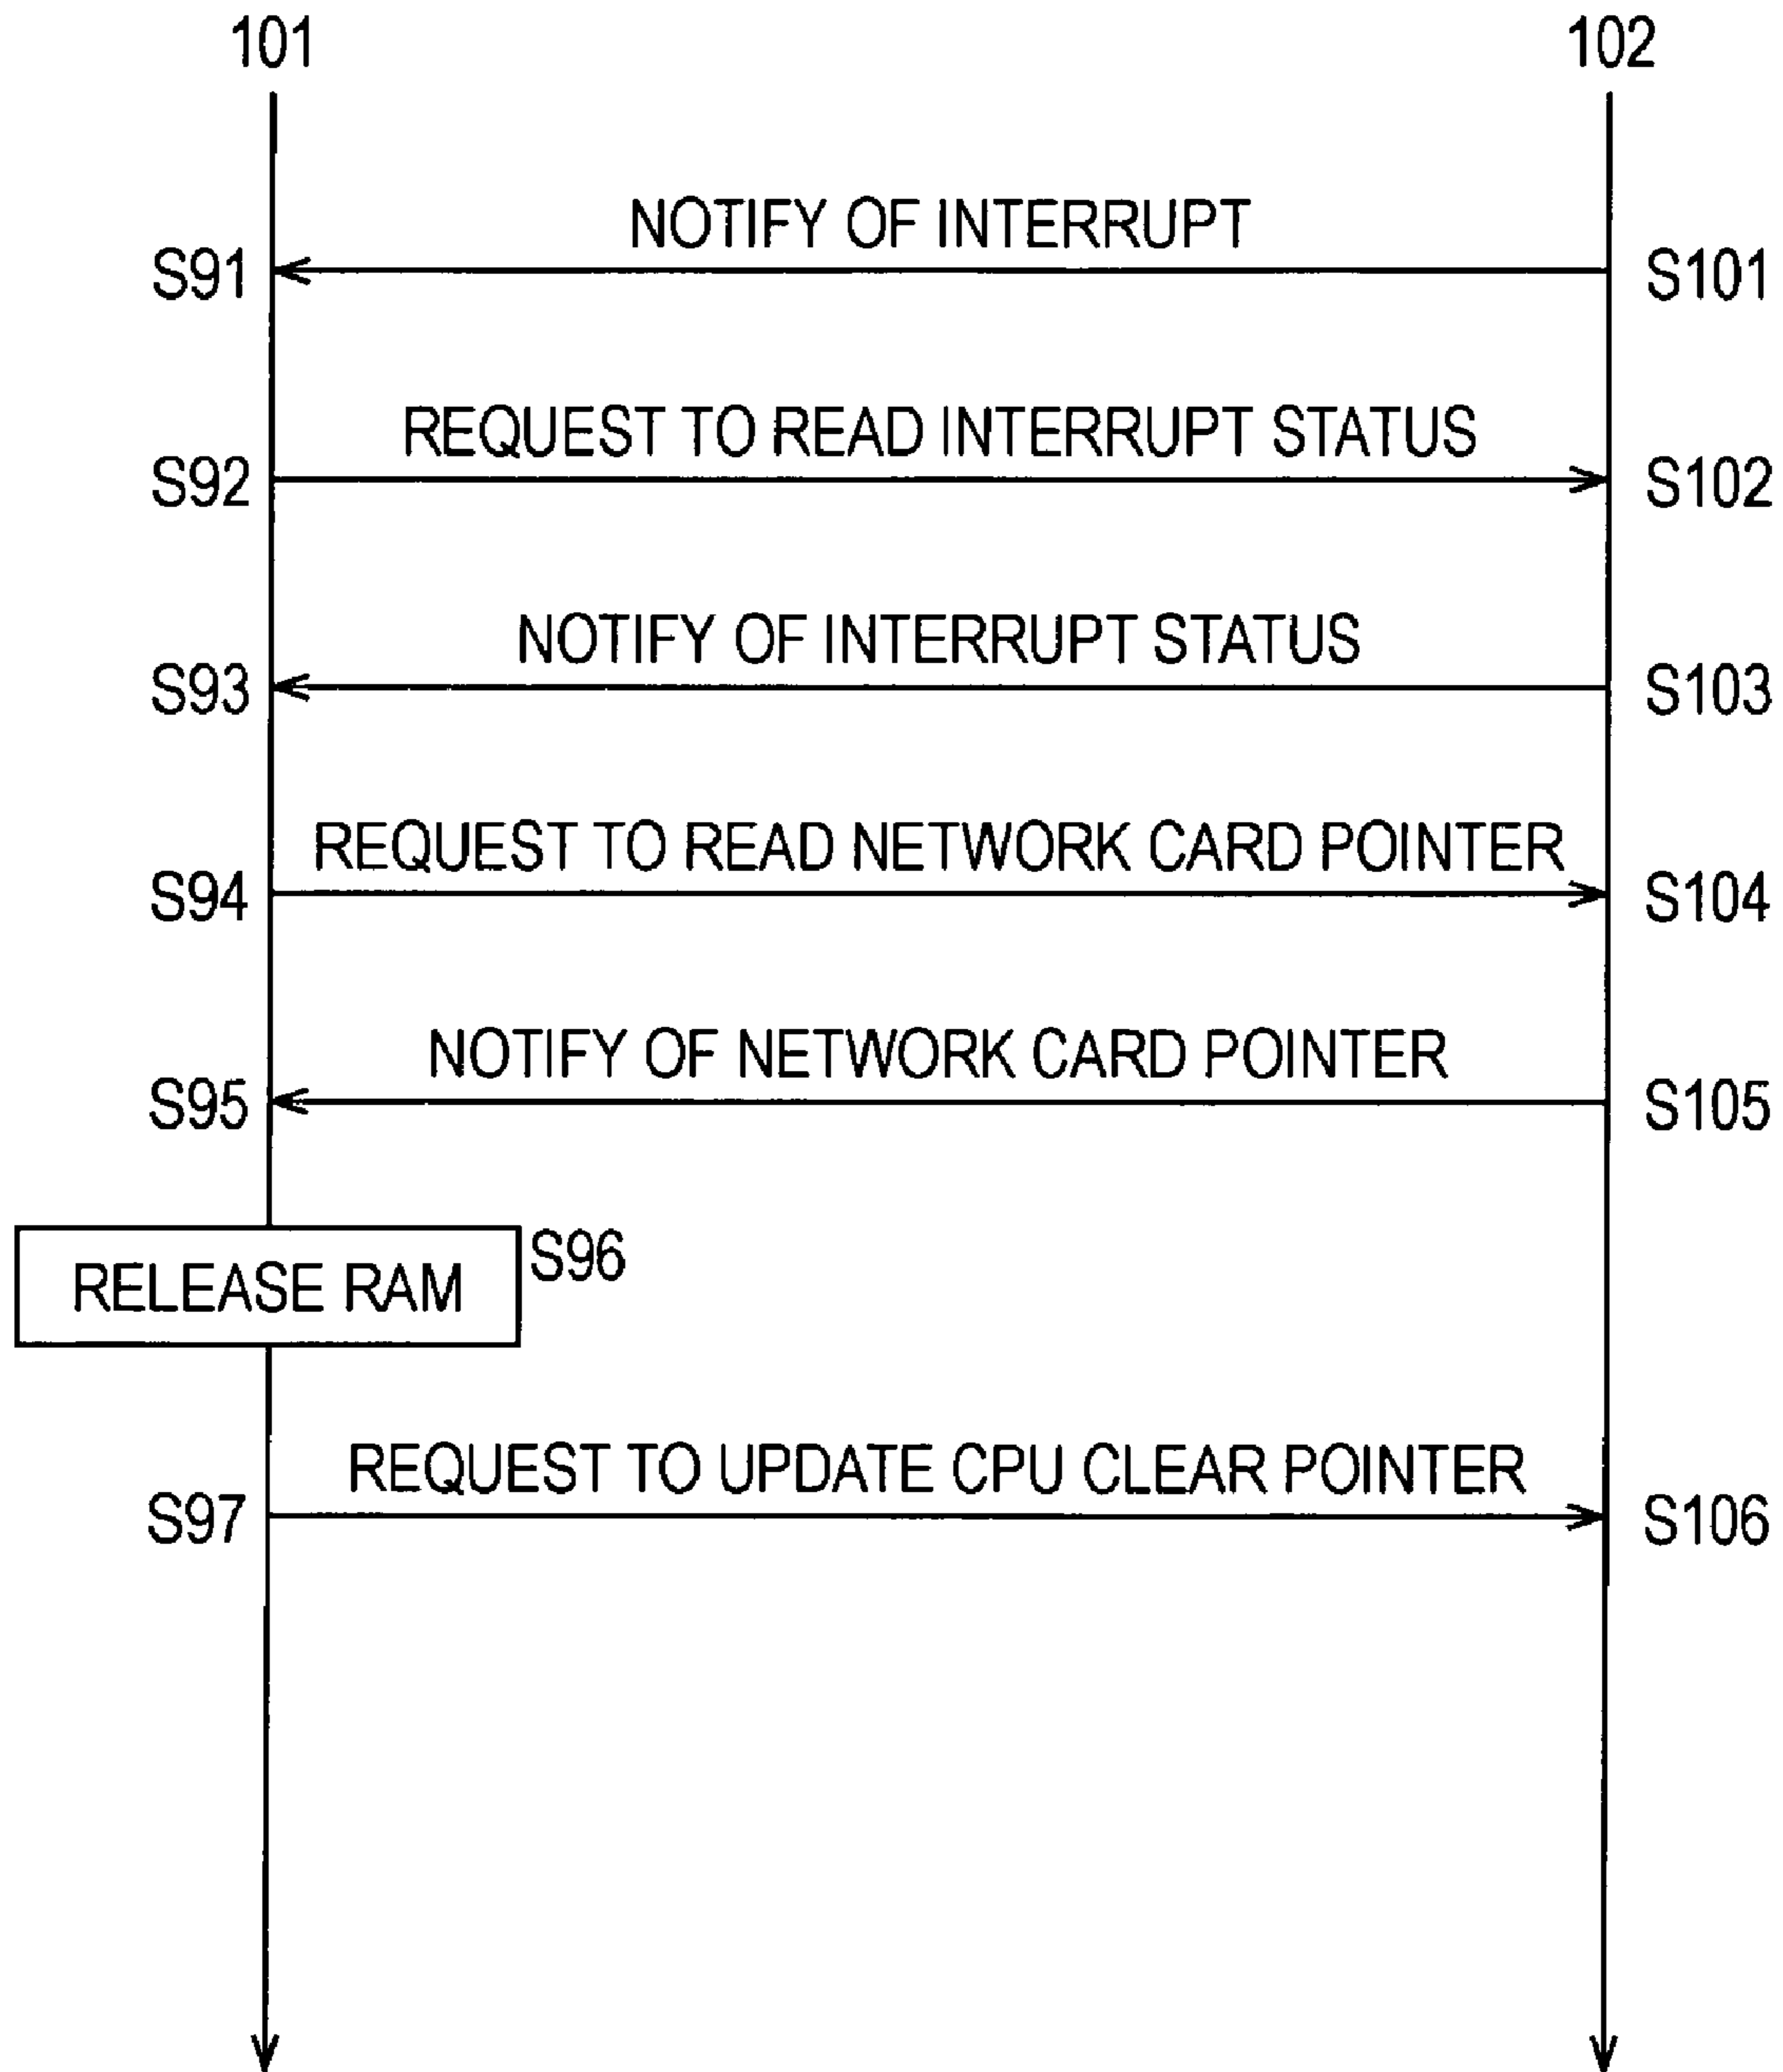 101 102
NOTIFY OF INTERRUPT
S91 S101
REQUEST TO READ INTERRUPT STATUS
S92 S102
NOTIFY OF INTERRUPT STATUS
S93 S103
REQUEST TO READ NETWORK CARD POINTER
S94 S104
NOTIFY OF NETWORK CARD POINTER
S95 S105
RELEASE RAM S96
REQUEST TO UPDATE CPU CLEAR POINTER
S97 S106